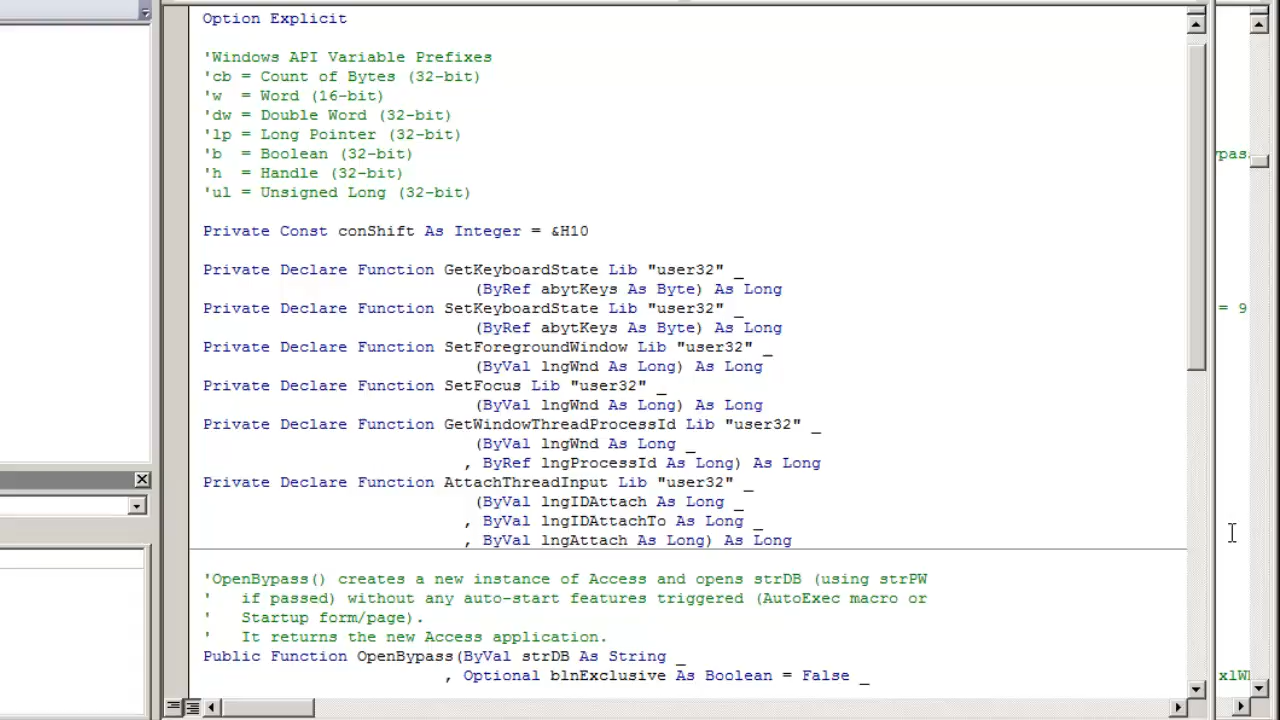 Option Explicit
'Windows API Variable Prefixes
'cb = Count of Bytes (32-bit)
'w  = Word (16-bit)
'dw = Double Word (32-bit)
'lp = Long Pointer (32-bit)
'b  = Boolean (32-bit)
'h  = Handle (32-bit)
'ul = Unsigned Long (32-bit)
Private Const conShift As Integer = &H10
Private Declare Function GetKeyboardState Lib "user32" _
(ByRef abytKeys As Byte) As Long
Private Declare Function SetKeyboardState Lib "user32" _
(ByRef abytKeys As Byte) As Long
Private Declare Function SetForegroundWindow Lib "user32" _
(ByVal lngWnd As Long) As Long
Private Declare Function SetFocus Lib "user32" _
(ByVal lngWnd As Long) As Long
Private Declare Function GetWindowThreadProcessId Lib "user32" _
(ByVal lngWnd As Long _
, ByRef lngProcessId As Long) As Long
Private Declare Function AttachThreadInput Lib "user32" _
(ByVal lngIDAttach As Long _
, ByVal lngIDAttachTo As Long _
, ByVal lngAttach As Long) As Long
'OpenBypass() creates a new instance of Access and opens strDB (using strPW
'   if passed) without any auto-start features triggered (AutoExec macro or
'   Startup form/page).
'   It returns the new Access application.
Public Function OpenBypass(ByVal strDB As String _
, Optional blnExclusive As Boolean = False _
= 9